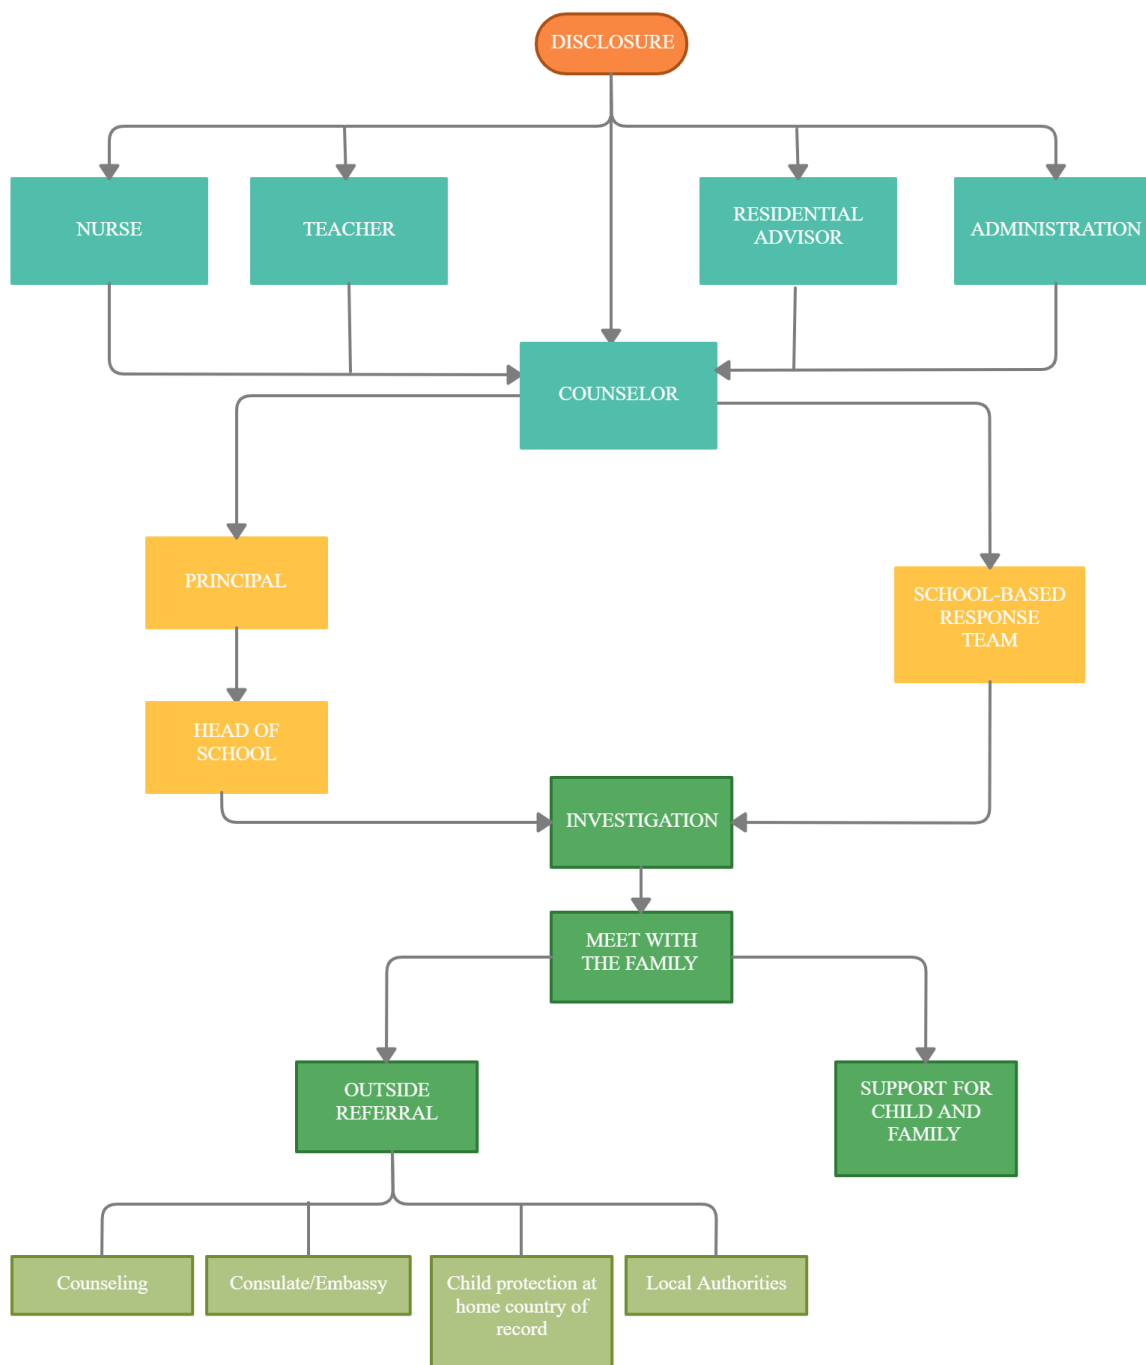 DISCLOSURE
NURSE
TEACHER
RESIDENTIAL
ADVISOR
ADMINISTRATION
COUNSELOR
PRINCIPAL
SCHOOL-BASED
RESPONSE
TEAM
HEAD OF
SCHOOL
INVESTIGATION
MEET WITH
THE FAMILY
OUTSIDE
REFERRAL
SUPPORT FOR
CHILD AND
FAMILY
Counseling
Consulate/Embassy
Child protection at
home country of
record
Local Authorities